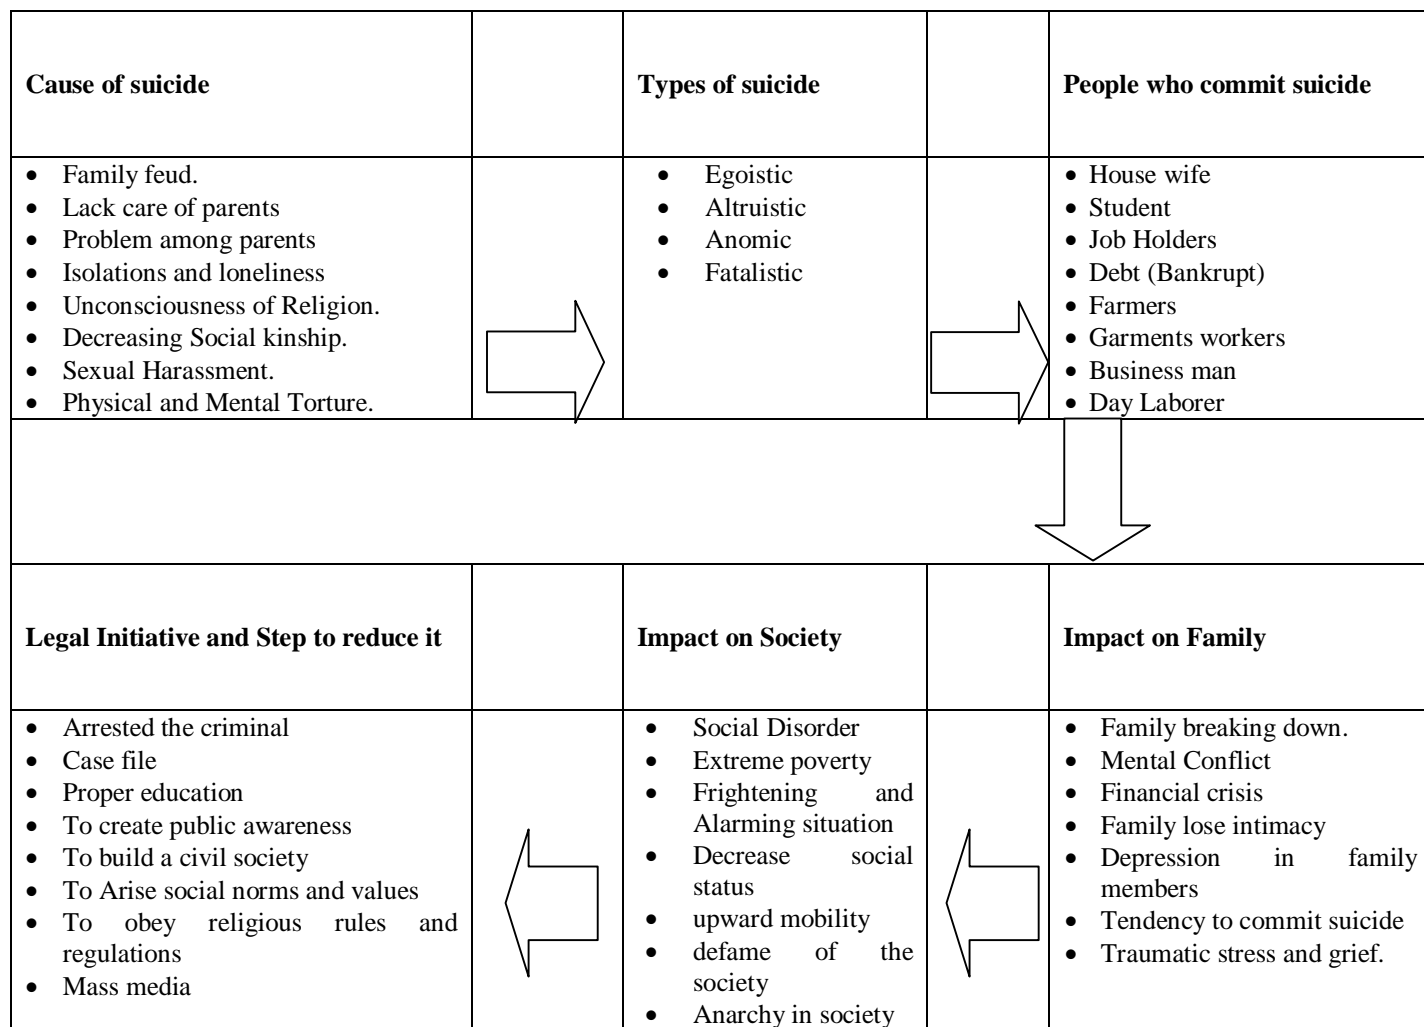 Cause of suicide
Types of suicide
People who commit suicide
• Family feud.
• Lack care of parents
• Problem among parents
• Isolations and loneliness
• Unconsciousness of Religion.
• Decreasing Social kinship.
• Sexual Harassment.
• Physical and Mental Torture.
• Egoistic
• Altruistic
• Anomic
• Fatalistic
• House wife
• Student
• Job Holders
• Debt (Bankrupt)
• Farmers
• Garments workers
• Business man
• Day Laborer
Legal Initiative and Step to reduce it
Impact on Society
Impact on Family
• Arrested the criminal
• Case file
• Proper education
• To create public awareness
• To build a civil society
• To Arise social norms and values
• To obey religious rules and
regulations
• Mass media
• Social Disorder
• Extreme poverty
• Frightening and
Alarming situation
• Decrease social
status
• upward mobility
• defame of the
society
• Anarchy in society
• Family breaking down.
• Mental Conflict
• Financial crisis
• Family lose intimacy
• Depression in family
members
• Tendency to commit suicide
• Traumatic stress and grief.